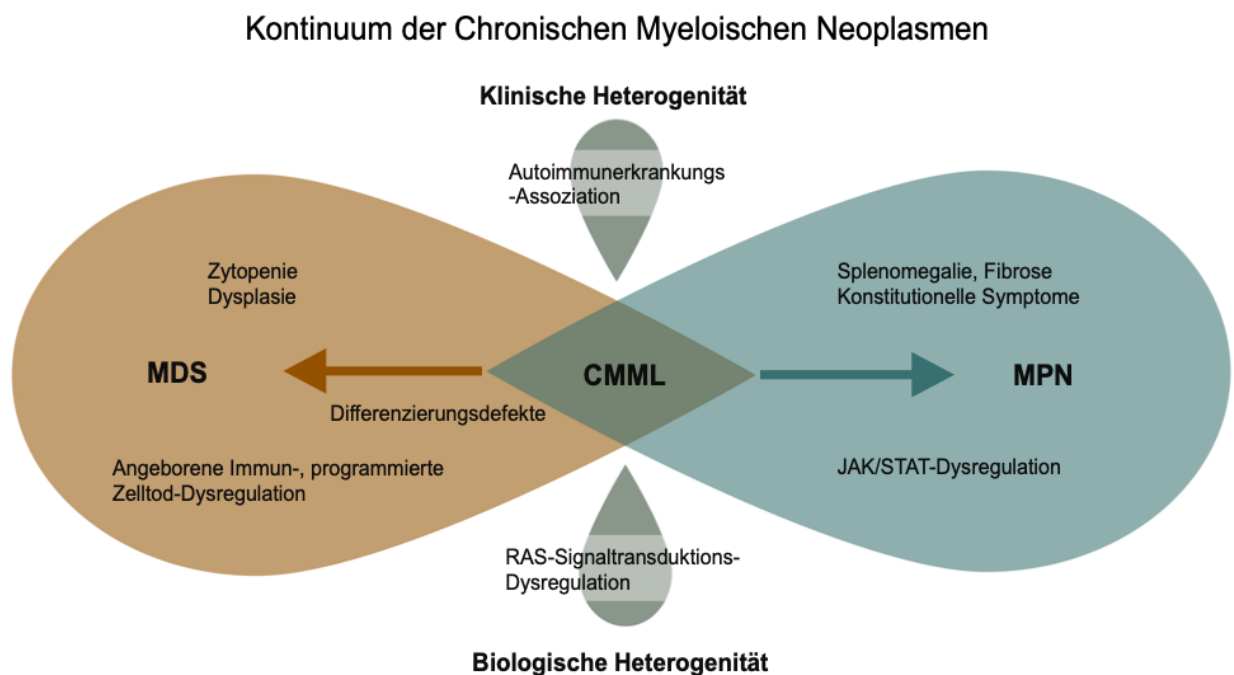 Kontinuum der Chronischen Myeloischen Neoplasmen
Klinische Heterogenität
Autoimmunerkrankungs
-Assoziation
Zytopenie
Dysplasie
Splenomegalie, Fibrose
Konstitutionelle Symptome
MDS
CMML
MPN
Differenzierungsdefekte
Angeborene Immun-, programmierte
Zelltod-Dysregulation
JAK/STAT-Dysregulation
RAS-Signaltransduktions-
Dysregulation
Biologische Heterogenität